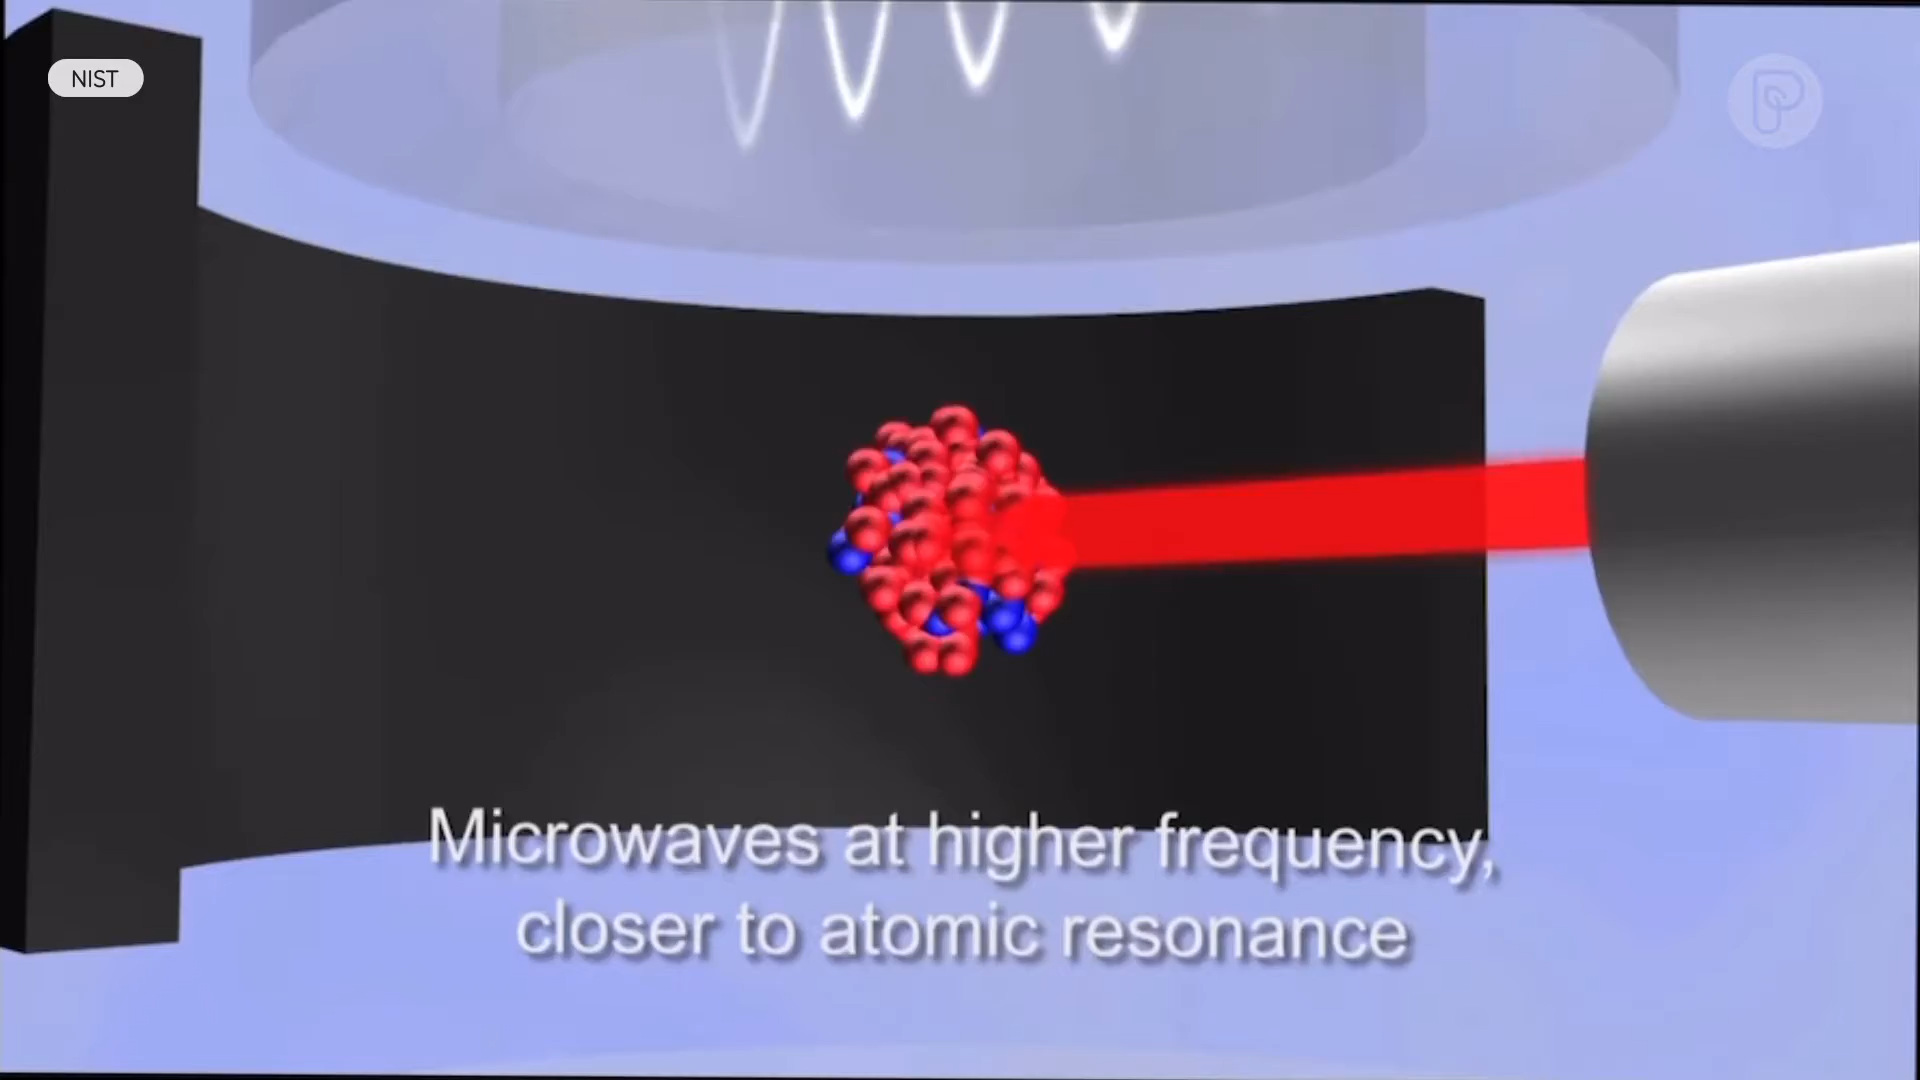 NIST
Microwaves at higher frequency,
closer to atomic resonance